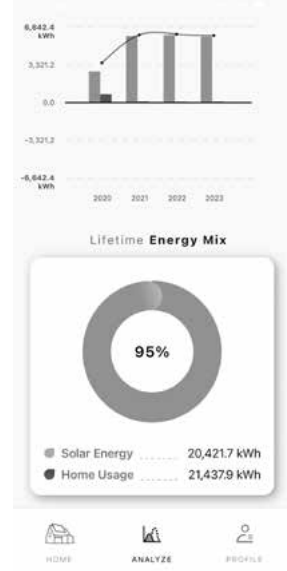 6,642.4
kWh
3,321.2
0.0
-3,321.2
-6,642.4
kWh
2020 2021 2022 2023
Lifetime Energy Mix
95%
Solar Energy 20,421.7 kWh
Home Usage 21,437.9 kWh
HOME ANALYZE PROFILE